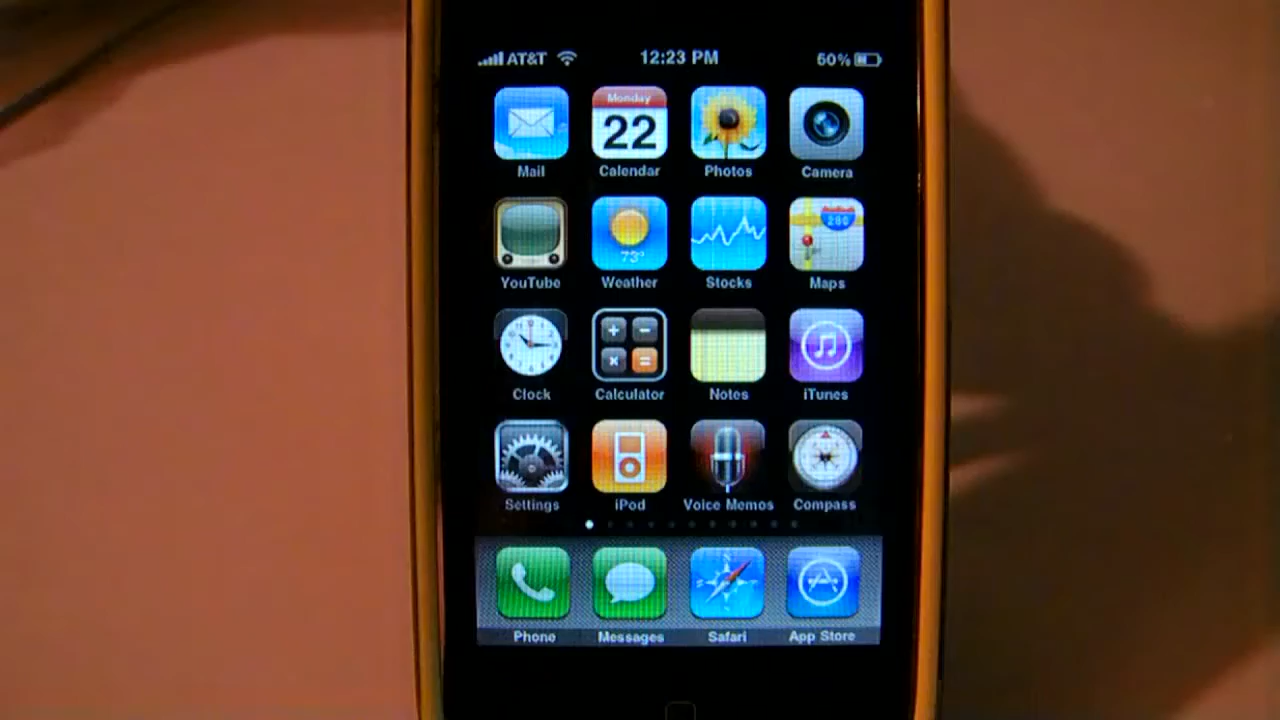 AT&T 12:23 PM 50%
Monday
22
Mail Calendar Photos Camera
73°
280
YouTube Weather Stocks Maps
Clock Calculator Notes iTunes
Settings iPod Voice Memos Compass
Phone Messages Safari App Store